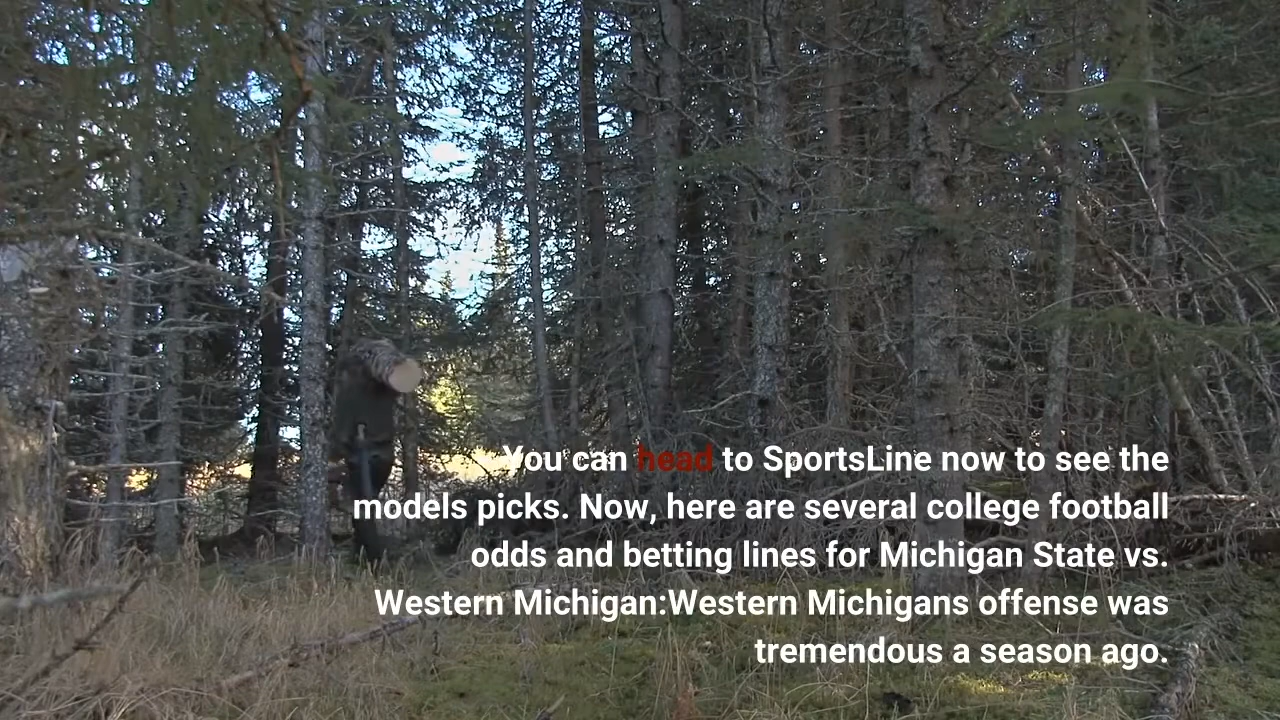 You can head to SportsLine now to see the
models picks. Now, here are several college football
odds and betting lines for Michigan State vs.
Western Michigan:Western Michigans offense was
tremendous a season ago.